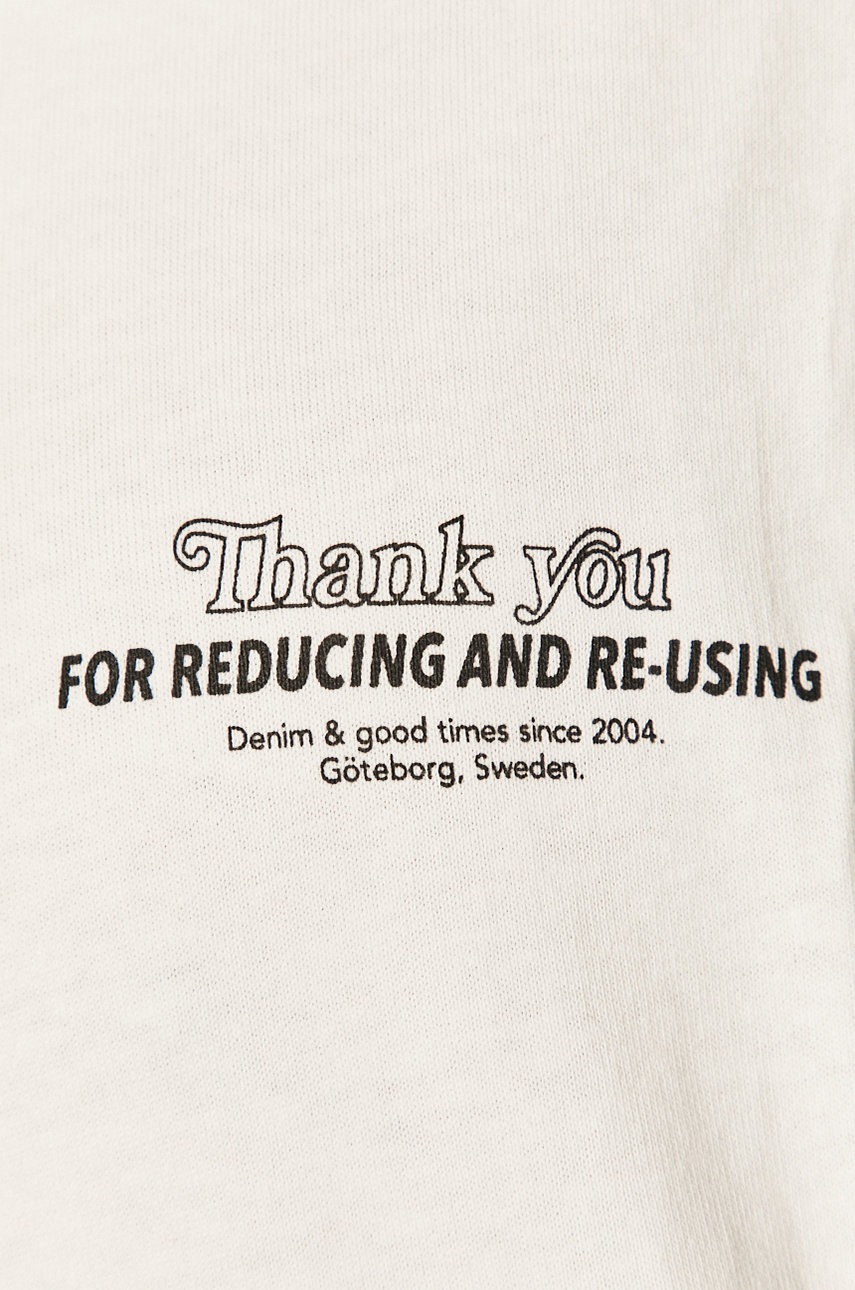 Thank you
FOR REDUCING AND RE-USING
Denim & good times since 2004.
Göteborg, Sweden.